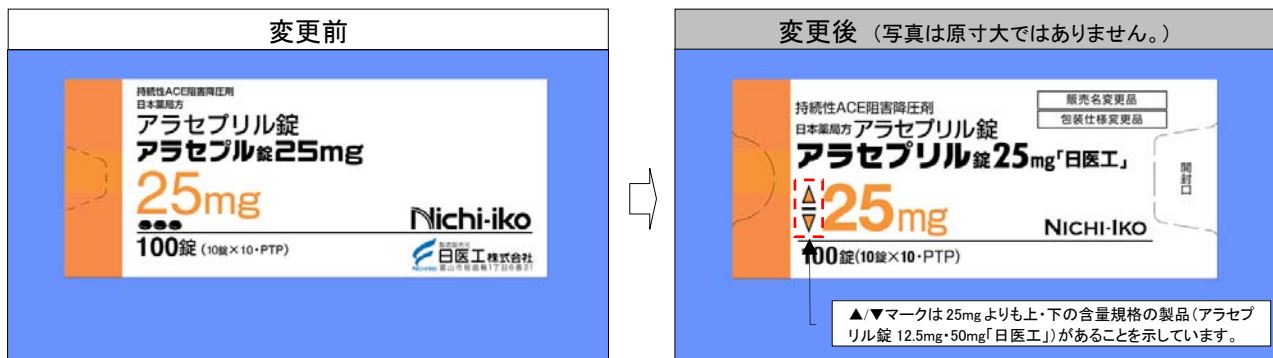 変更前
持続性ACE阻害降圧剤
日本薬局方
アラセプリル錠
アラセプル錠25mg
25mg
100錠(10錠×10・PTP)
Nichi-iko
日医工株式会社
変更後(写真は原寸大ではありません。)
販売名変更品
包装仕様変更品
持続性ACE阻害降圧剤
日本薬局方アラセプリル錠
アラセプリル錠25mg「日医工」
開封口
▲
▼
25mg
NICHI-IKO
100錠(10錠×10・PTP)
▲/▼マークは25mgよりも上・下の含量規格の製品(アラセプ
リル錠 12.5mg・50mg「日医工」)があることを示しています。